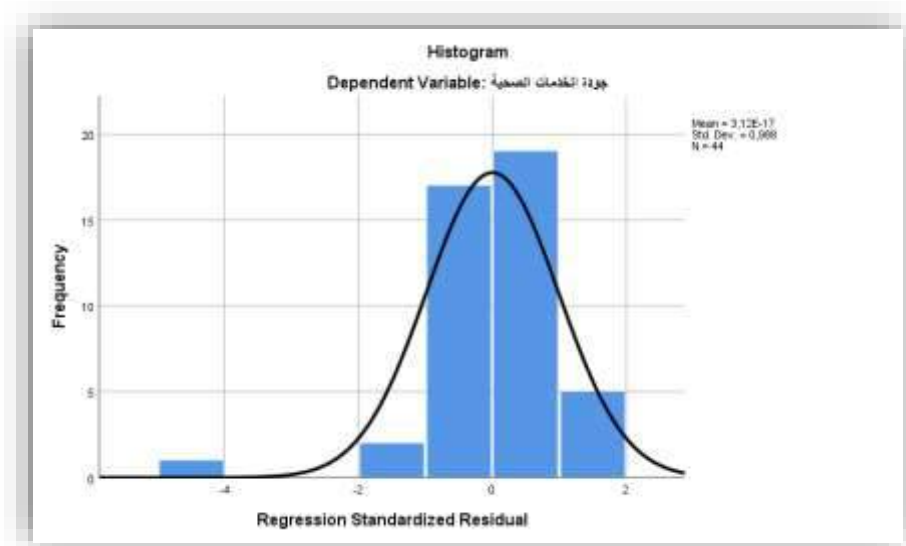 Histogram
Dependent Variable: جودة الخدمات الصحية
Mean = 3,12E-17
Std. Dev. = 0,988
N = 44
20
15
10
5
0
Frequency
-4
-2
0
2
Regression Standardized Residual